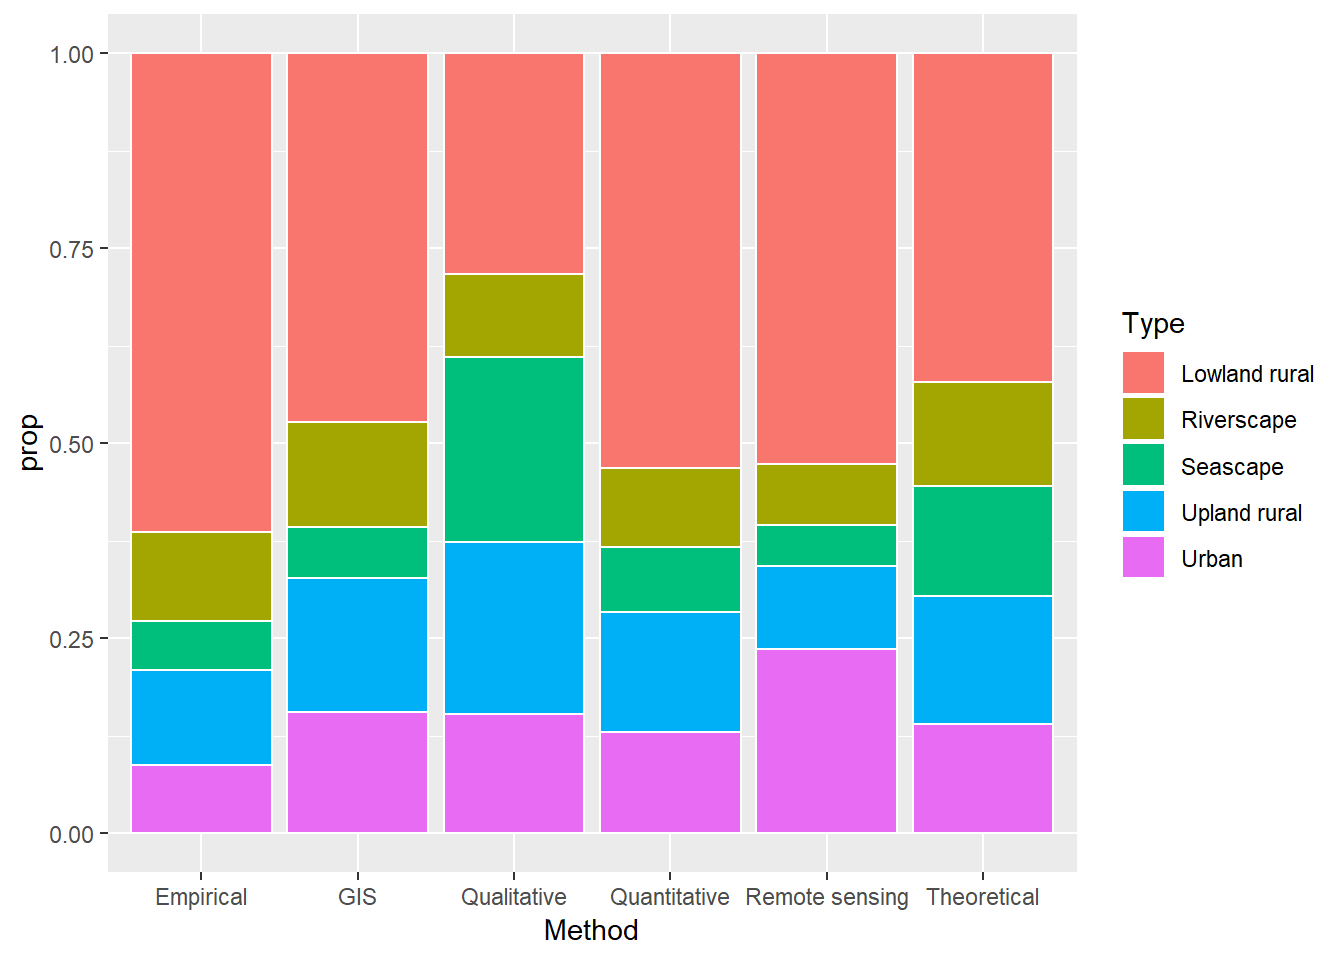 1.00
0.75
0.50
0.25
0.00
prop
Empirical
GIS
Qualitative
Quantitative
Remote sensing
Theoretical
Method
Type
Lowland rural
Riverscape
Seascape
Upland rural
Urban